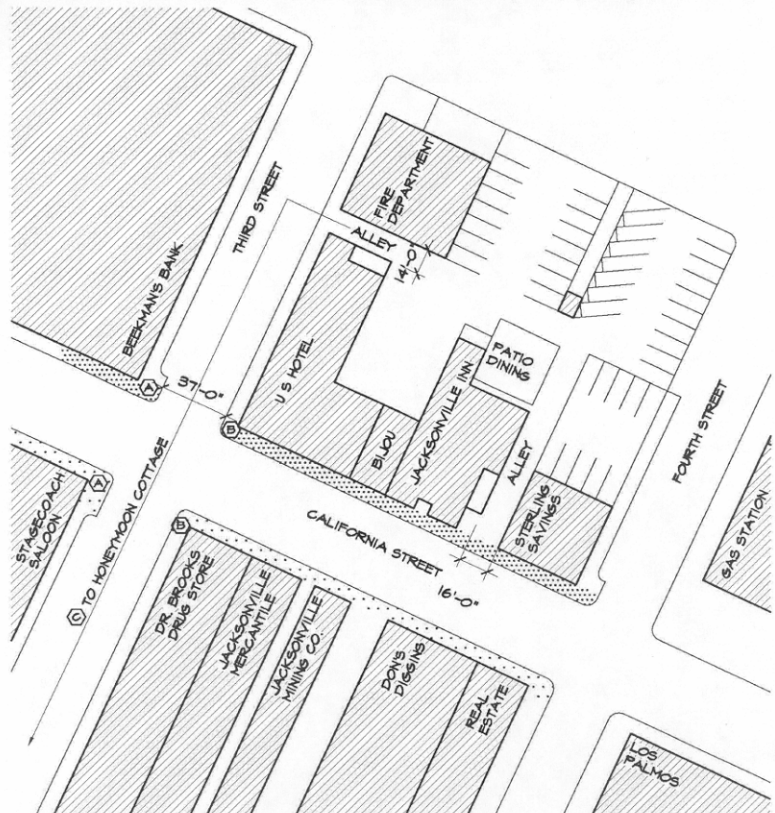 THIRD STREET
BEEKMAN'S BANK
FIRE
DEPARTMENT
ALLEY
14'-0"
U S HOTEL
BIJOU
JACKSONVILLE INN
PATIO
DINING
ALLEY
STERLING
SAVINGS
FOURTH STREET
GAS STATION
A
37'-0"
B
STAGECOACH
SALOON
A'
C
TO HONEYMOON COTTAGE
CALIFORNIA STREET
16'-0"
B
DR. BROOKS
DRUG STORE
JACKSONVILLE
MERCANTILE
JACKSONVILLE
MINING CO.
DON'S
DIGGINS
REAL
ESTATE
LOS
PALMOS